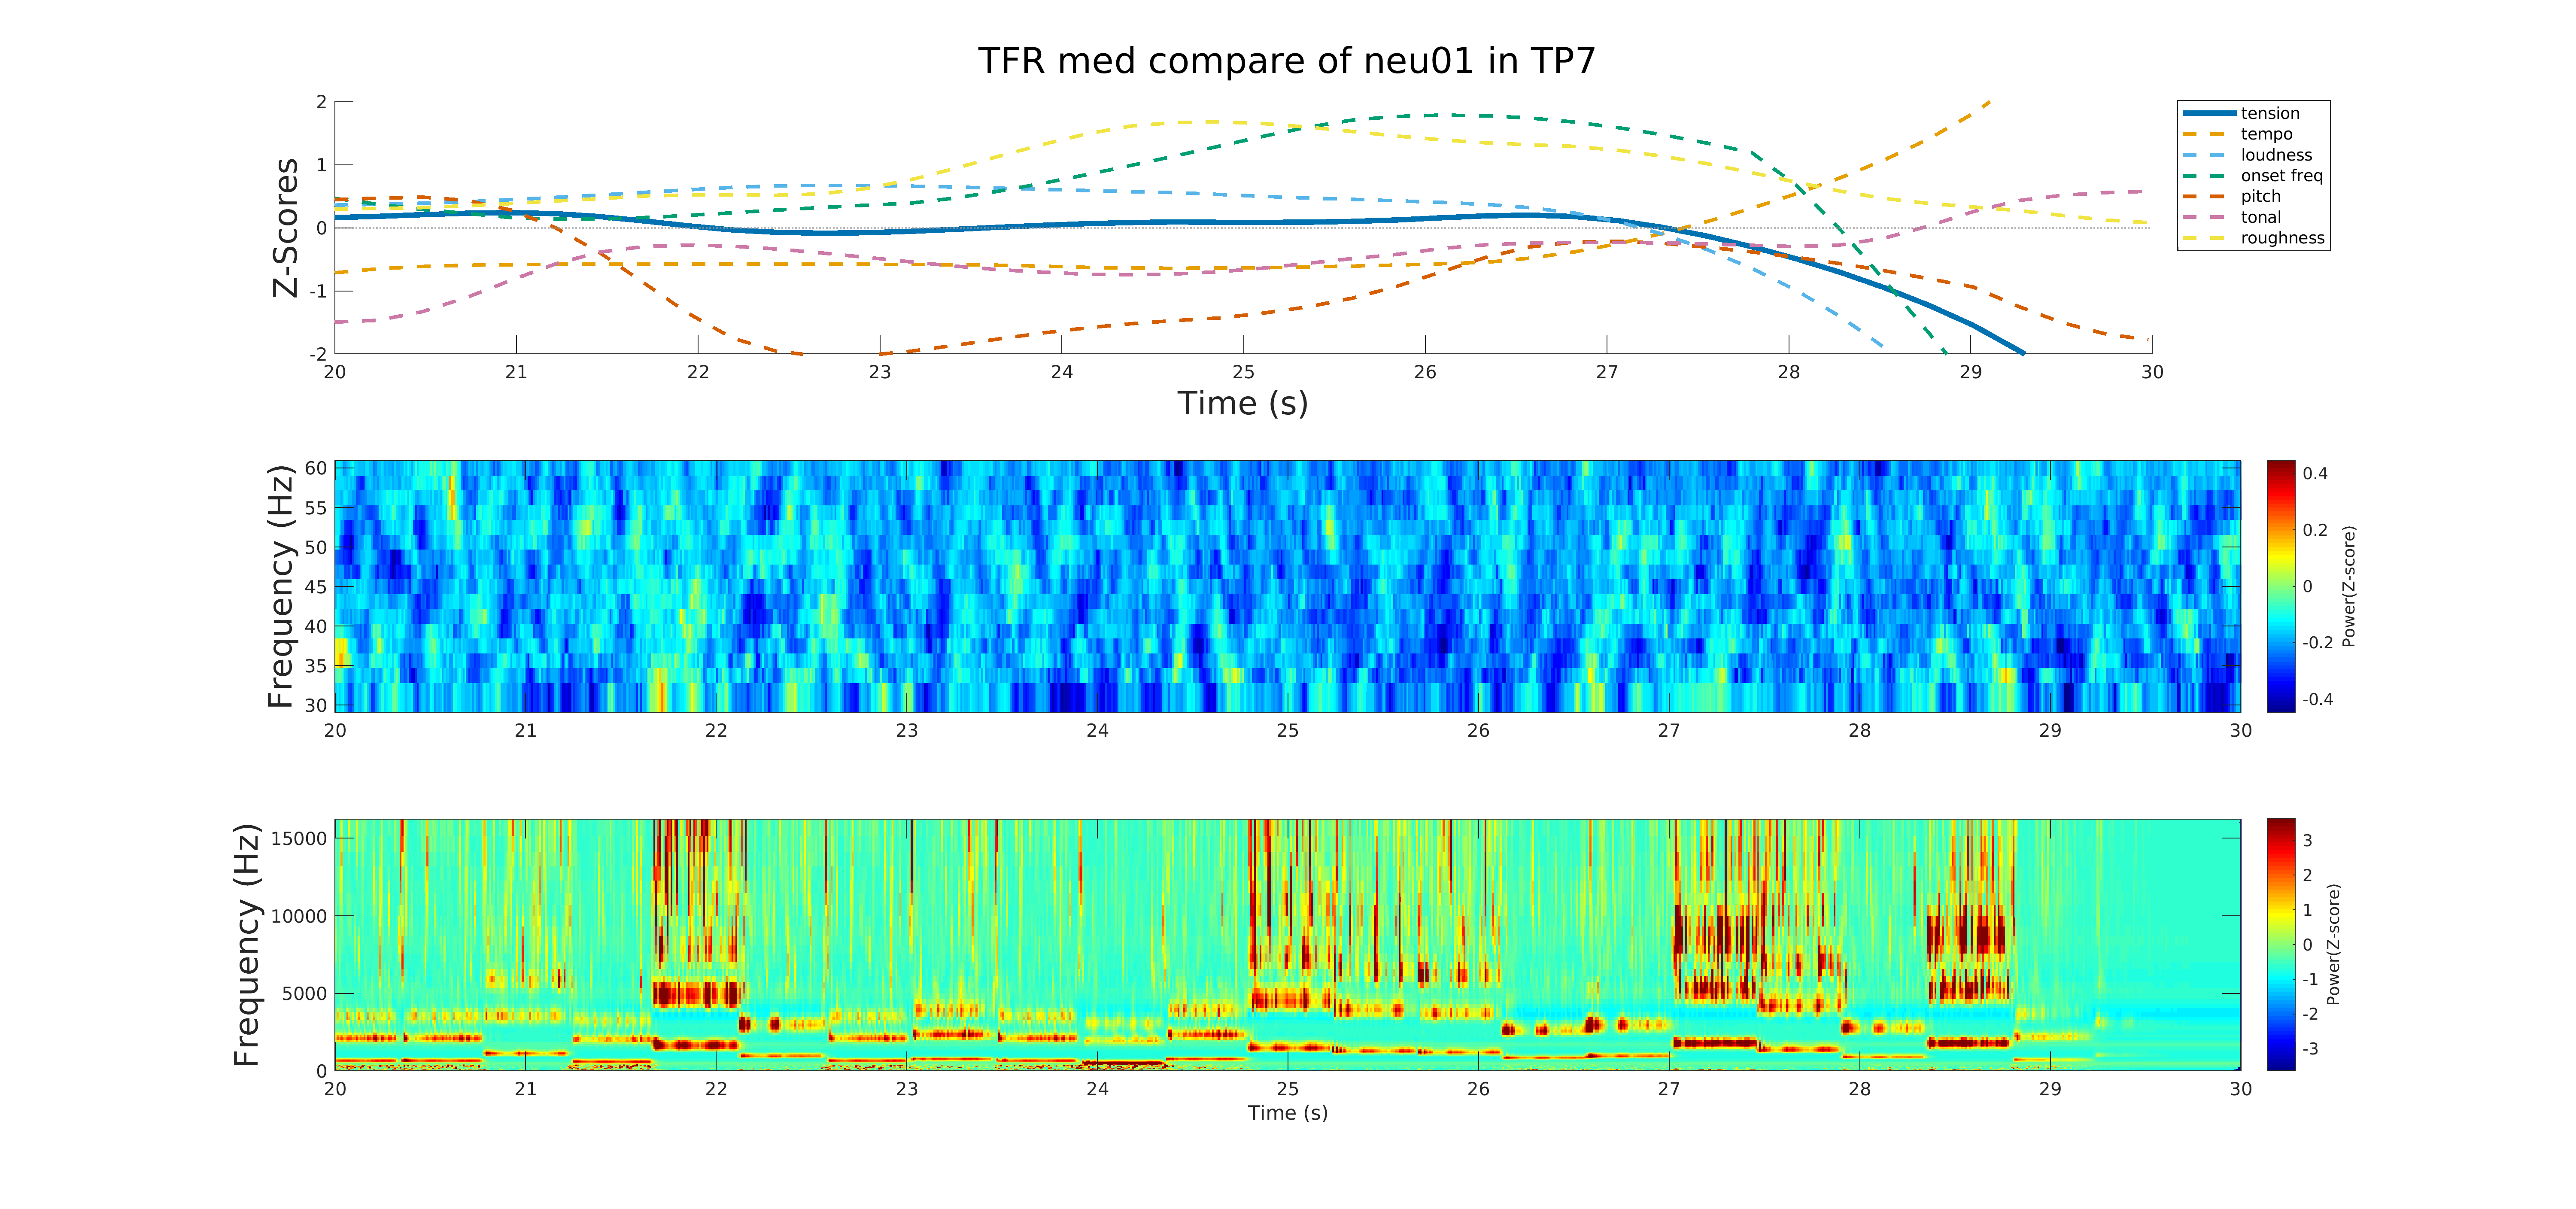 TFR med compare of neu01 in TP7
Z-Scores
2
1
0
-1
-2
20 21 22 23 24 25 26 27 28 29 30
Time (s)
tension
tempo
loudness
onset freq
pitch
tonal
roughness
Frequency (Hz)
60
55
50
45
40
35
30
20 21 22 23 24 25 26 27 28 29 30
0.4
0.2
0
-0.2
-0.4
Power(Z-score)
Frequency (Hz)
15000
10000
5000
0
20 21 22 23 24 25 26 27 28 29 30
Time (s)
3
2
1
0
-1
-2
-3
Power(Z-score)